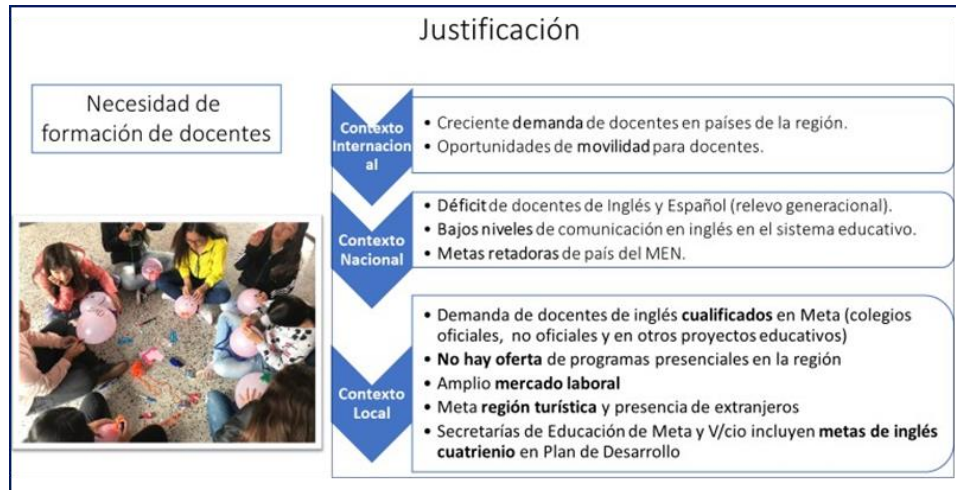 Justificación
Necesidad de
formación de docentes
Contexto
Internacion
al
• Creciente demanda de docentes en países de la región.
• Oportunidades de movilidad para docentes.
Contexto
Nacional
• Déficit de docentes de Inglés y Español (relevo generacional).
• Bajos niveles de comunicación en inglés en el sistema educativo.
• Metas retadoras de país del MEN.
Contexto
Local
• Demanda de docentes de inglés cualificados en Meta (colegios
oficiales, no oficiales y en otros proyectos educativos)
• No hay oferta de programas presenciales en la región
• Amplio mercado laboral
• Meta región turística y presencia de extranjeros
• Secretarías de Educación de Meta y V/cio incluyen metas de inglés
cuatrienio en Plan de Desarrollo